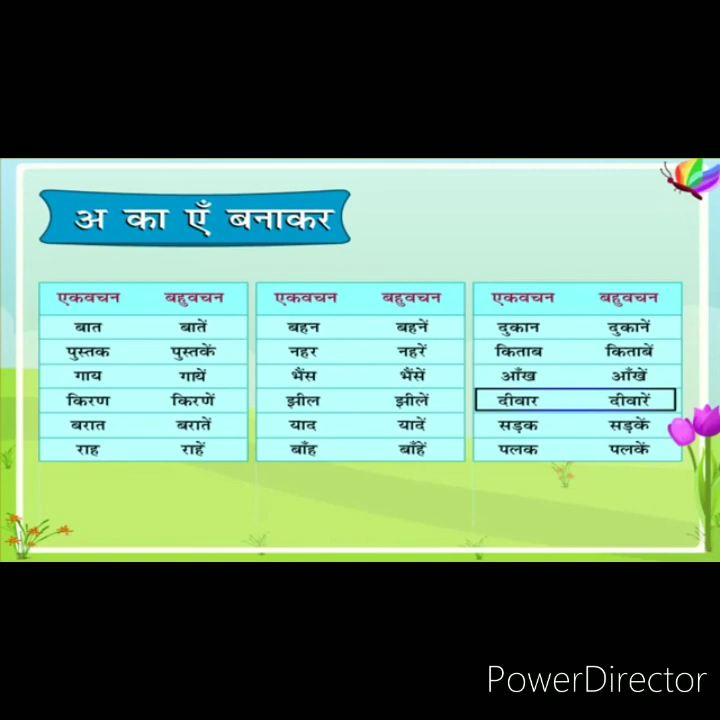 अ का एँ बनाकर
एकवचन बहुवचन एकवचन बहुवचन एकवचन बहुवचन
बात बातें बहन बहनें दुकान दुकानें
पुस्तक पुस्तकें नहर नहरें किताब किताबें
गाय गायें भैंस भैंसें आँख आँखें
किरण किरणें झील झीलें दीवार दीवारें
बरात बरातें याद यादें सड़क सड़कें
राह राहें बाँह बाँहें पलक पलकें
PowerDirector